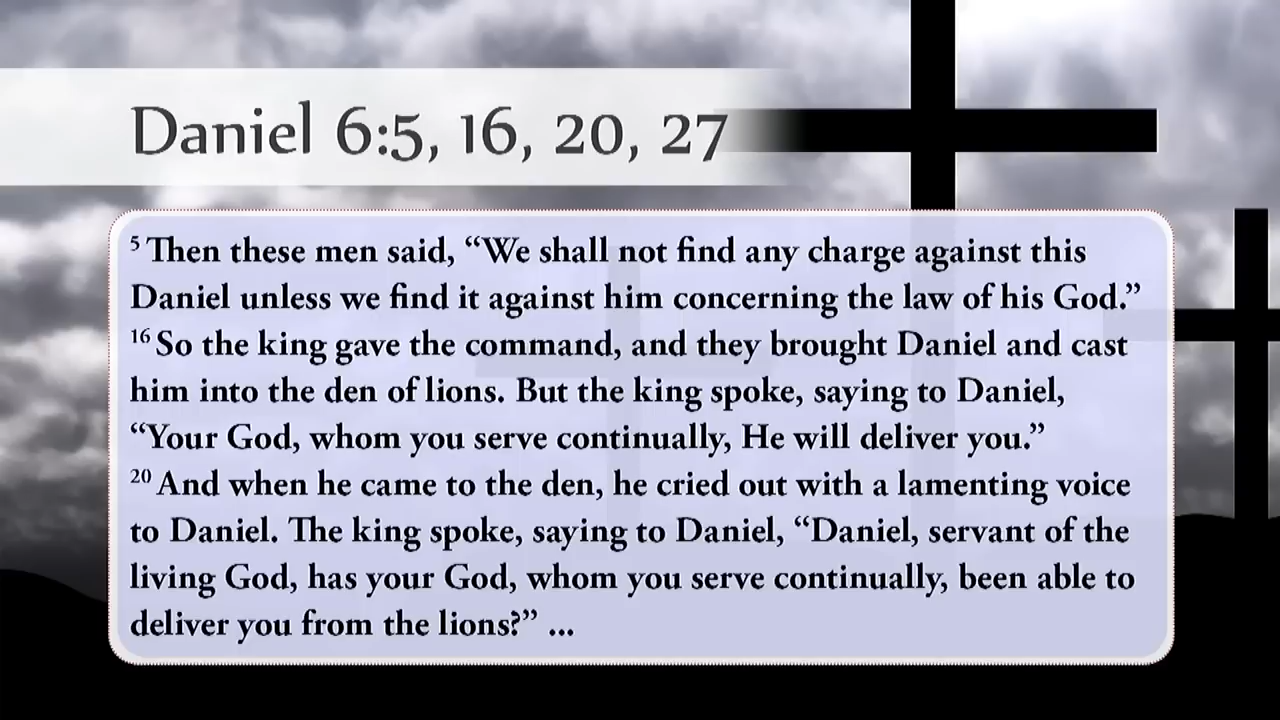 Daniel 6:5, 16, 20, 27
5 Then these men said, “We shall not find any charge against this
Daniel unless we find it against him concerning the law of his God.”
16 So the king gave the command, and they brought Daniel and cast
him into the den of lions. But the king spoke, saying to Daniel,
“Your God, whom you serve continually, He will deliver you.”
20 And when he came to the den, he cried out with a lamenting voice
to Daniel. The king spoke, saying to Daniel, “Daniel, servant of the
living God, has your God, whom you serve continually, been able to
deliver you from the lions?” ...